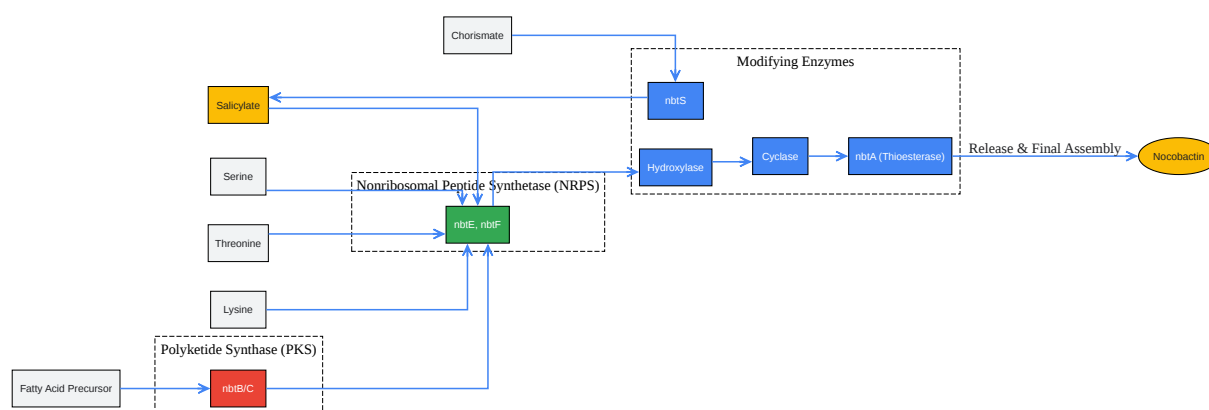 Chorismate
Modifying Enzymes
nbtS
Salicylate
Hydroxylase
Cyclase
nbtA (Thioesterase)
Release & Final Assembly
Nocobactin
Serine
Nonribosomal Peptide Synthetase (NRPS)
nbtE, nbtF
Threonine
Lysine
Polyketide Synthase (PKS)
Fatty Acid Precursor
nbtB/C